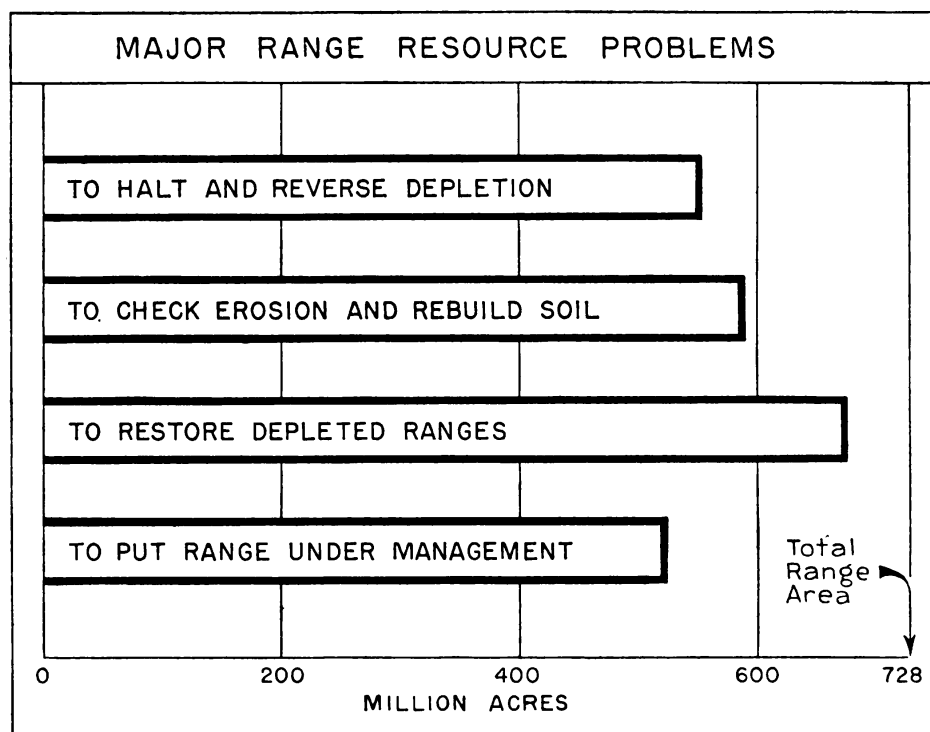 MAJOR RANGE RESOURCE PROBLEMS
TO HALT AND REVERSE DEPLETION
TO CHECK EROSION AND REBUILD SOIL
TO RESTORE DEPLETED RANGES
TO PUT RANGE UNDER MANAGEMENT
Total
Range
Area
0 200 400 600 728
MILLION ACRES